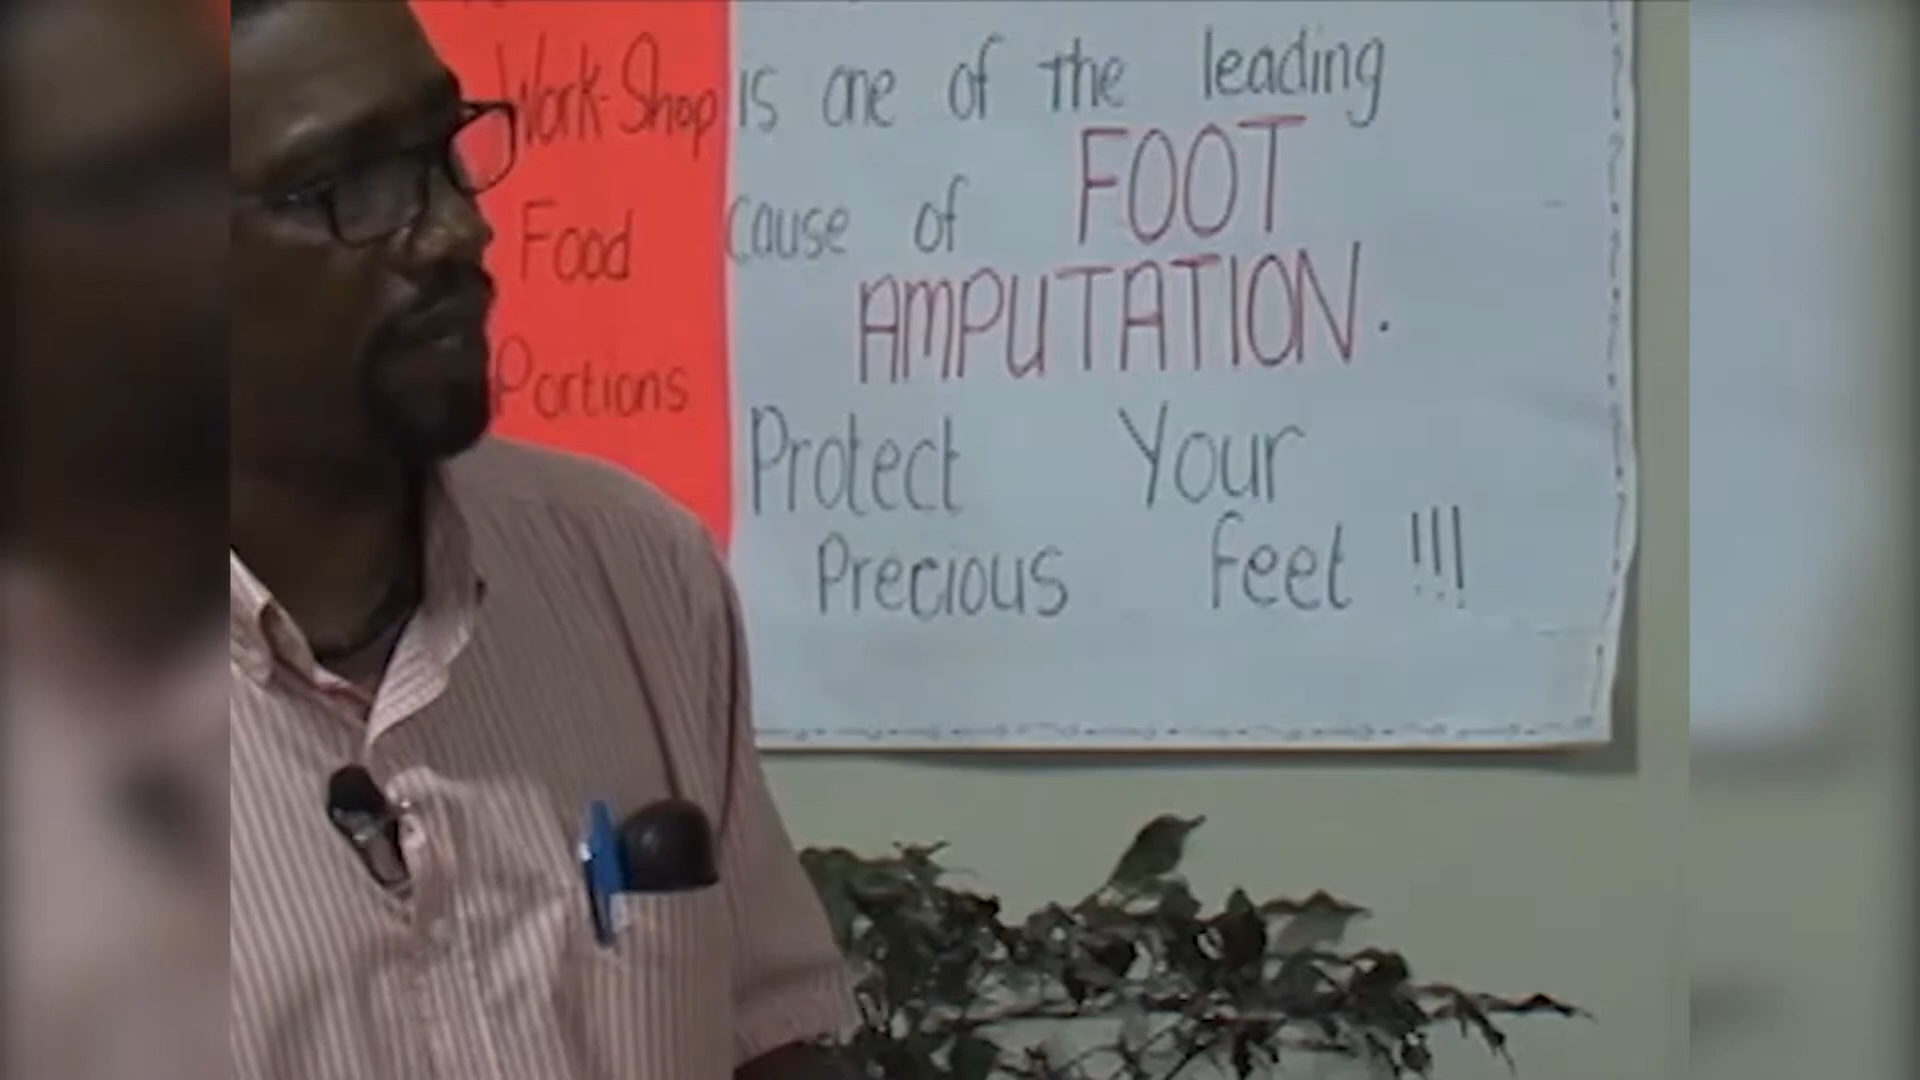 Work-Shop
Food
Portions
is one of the leading
cause of FOOT
AMPUTATION.
Protect Your
Precious feet !!!